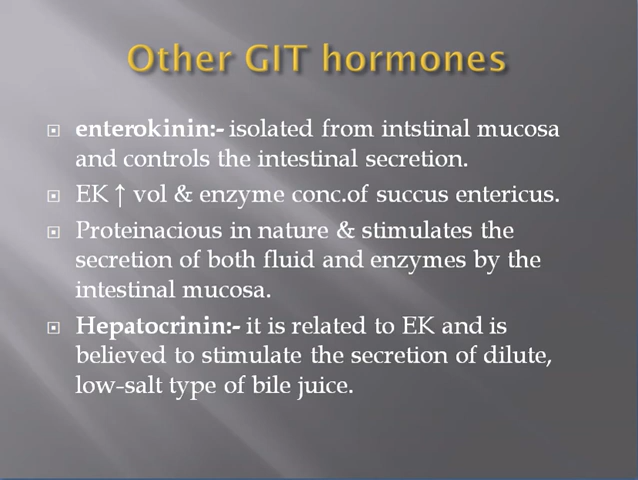 Other GIT hormones
enterokinin:- isolated from intstinal mucosa
and controls the intestinal secretion.
EK ↑ vol & enzyme conc.of succus entericus.
Proteinacious in nature & stimulates the
secretion of both fluid and enzymes by the
intestinal mucosa.
Hepatocrinin:- it is related to EK and is
believed to stimulate the secretion of dilute,
low-salt type of bile juice.